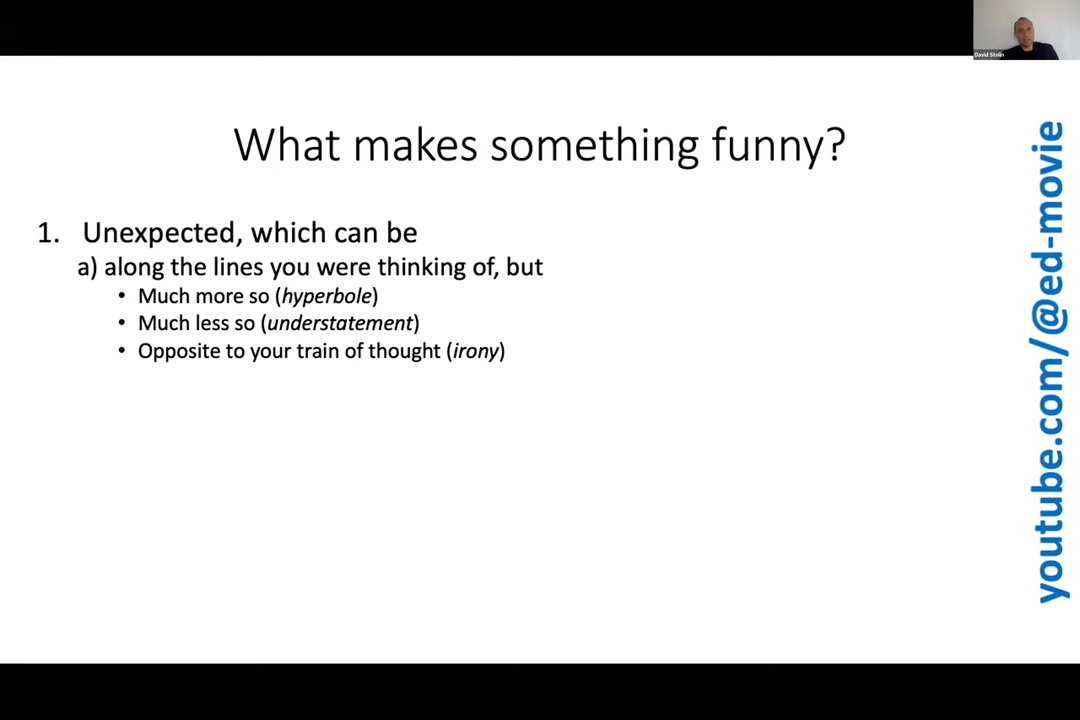 David Stolin
What makes something funny?
1. Unexpected, which can be
a) along the lines you were thinking of, but
• Much more so (hyperbole)
• Much less so (understatement)
• Opposite to your train of thought (irony)
youtube.com/@ed-movie